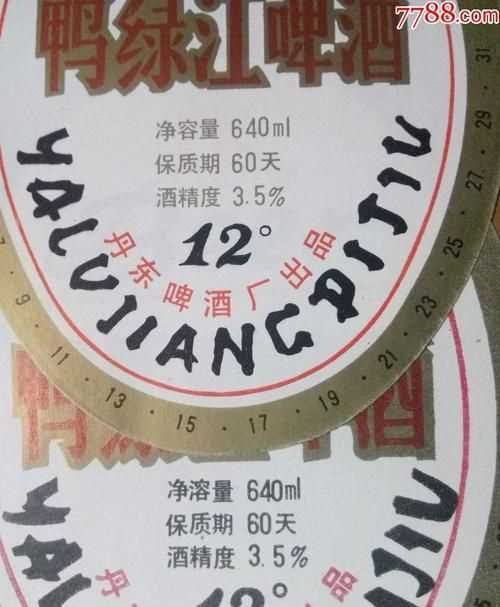 7788.com
鸭绿江啤酒
净容量 640ml
保质期 60天
酒精度 3.5%
12°
丹东啤酒厂出品
YALUJIANGPIJIU
9 · 11 · 13 · 15 · 17 · 19 · 21 · 23 · 25 · 27 · 29 · 31
净溶量 640ml
保质期 60天
酒精度 3.5%
12°